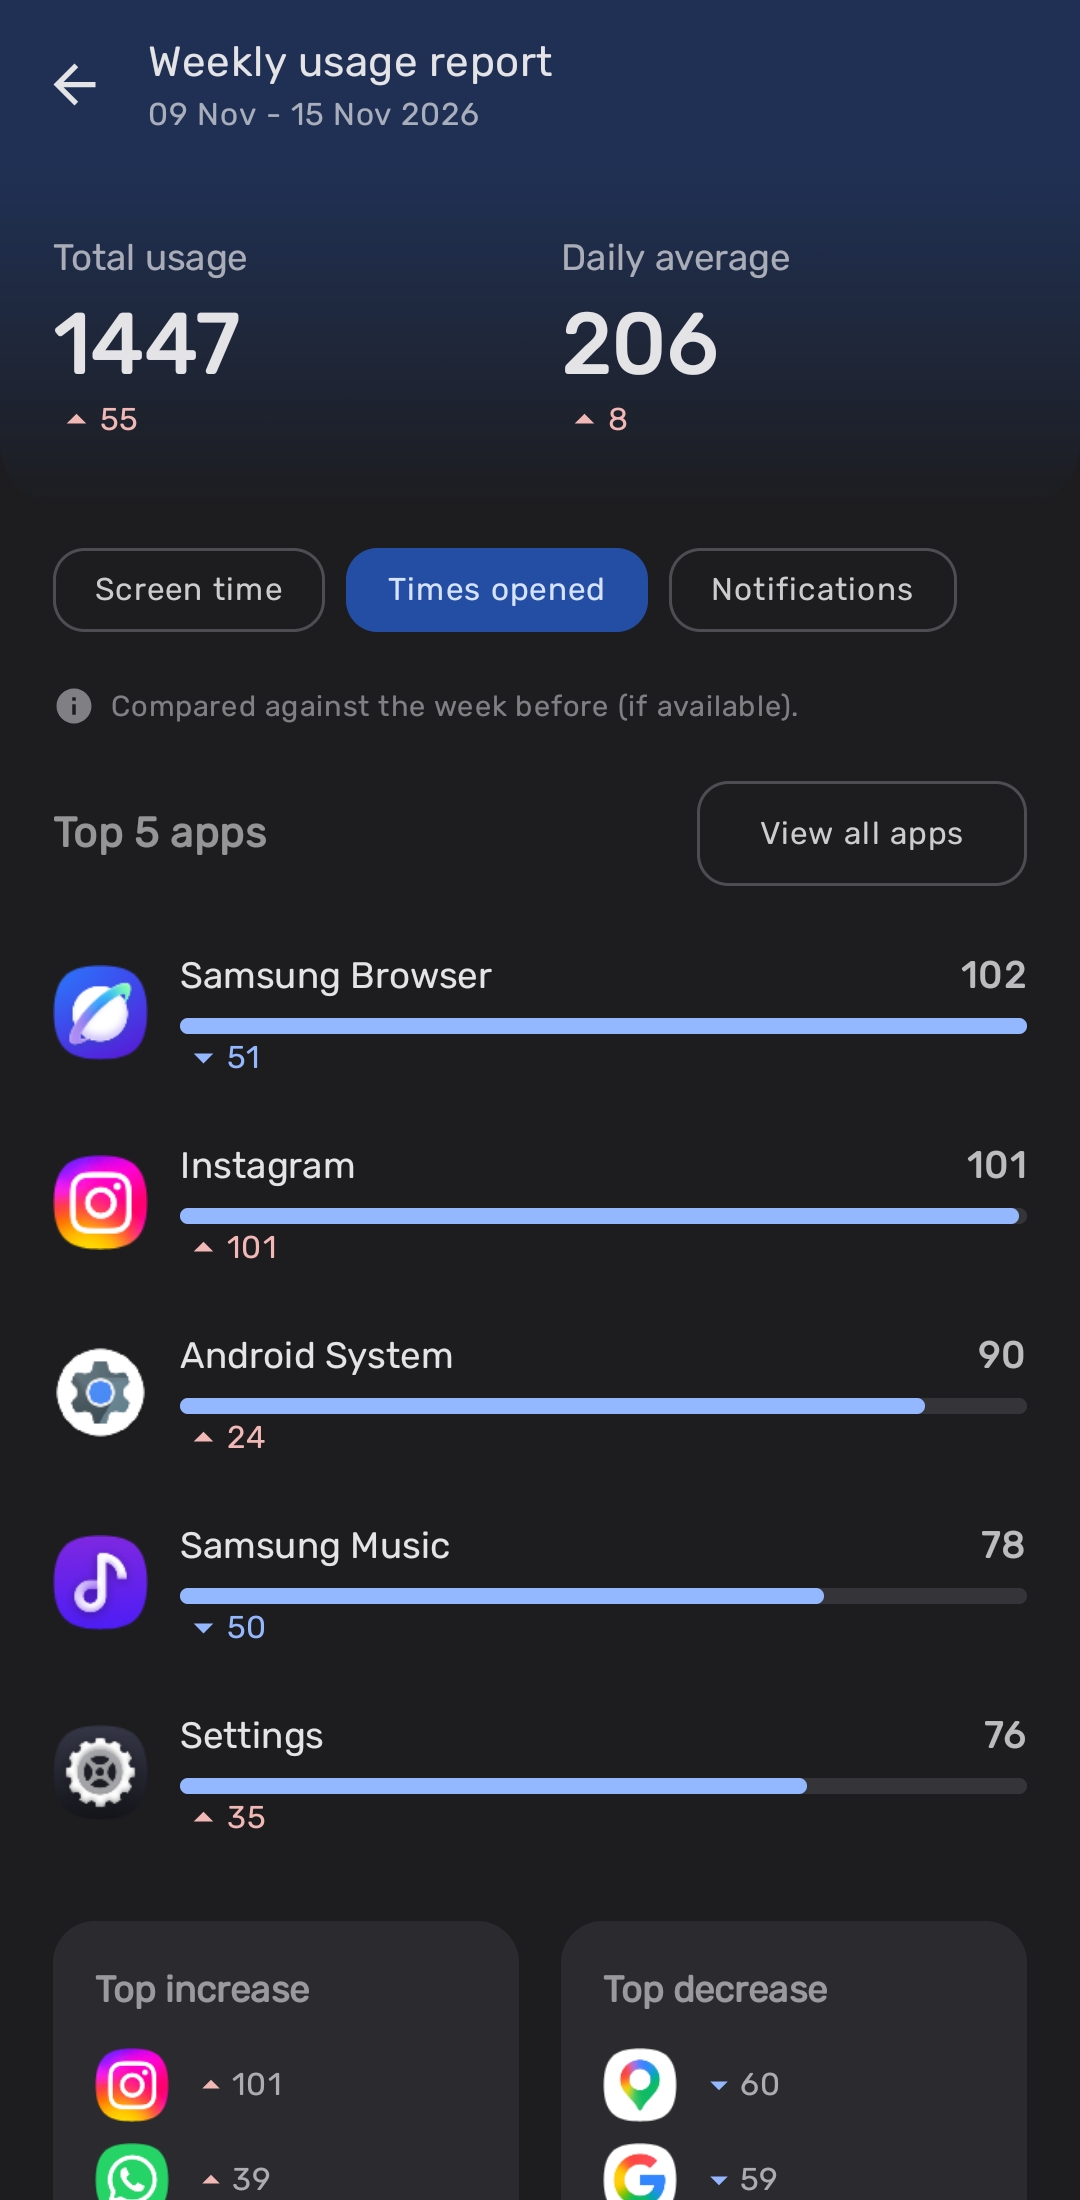 Weekly usage report
09 Nov - 15 Nov 2026
Total usage
Daily average
1447
206
55
8
Screen time
Times opened
Notifications
Compared against the week before (if available).
Top 5 apps
View all apps
Samsung Browser
102
51
Instagram
101
101
Android System
90
24
Samsung Music
78
50
Settings
76
35
Top increase
Top decrease
101
60
39
59